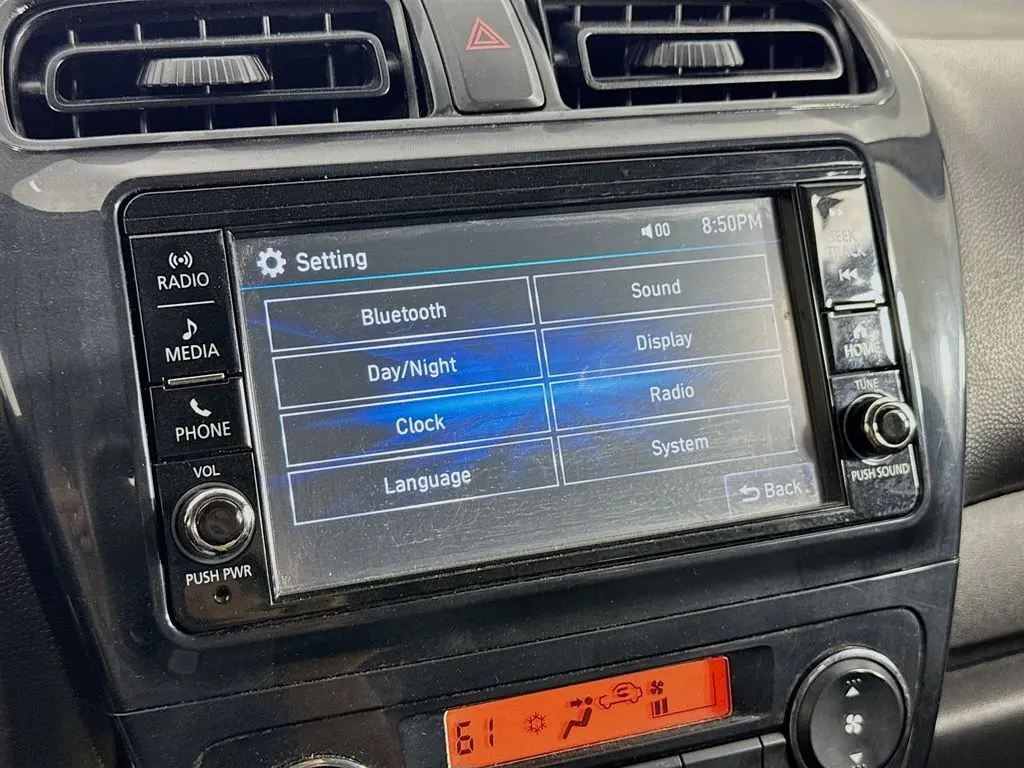 RADIO
MEDIA
PHONE
VOL
PUSH PWR
Setting
00 8:50PM
Bluetooth
Sound
Day/Night
Display
Clock
Radio
Language
System
Back
SEEK
TRACK
HOME
TUNE
PUSH SOUND
61